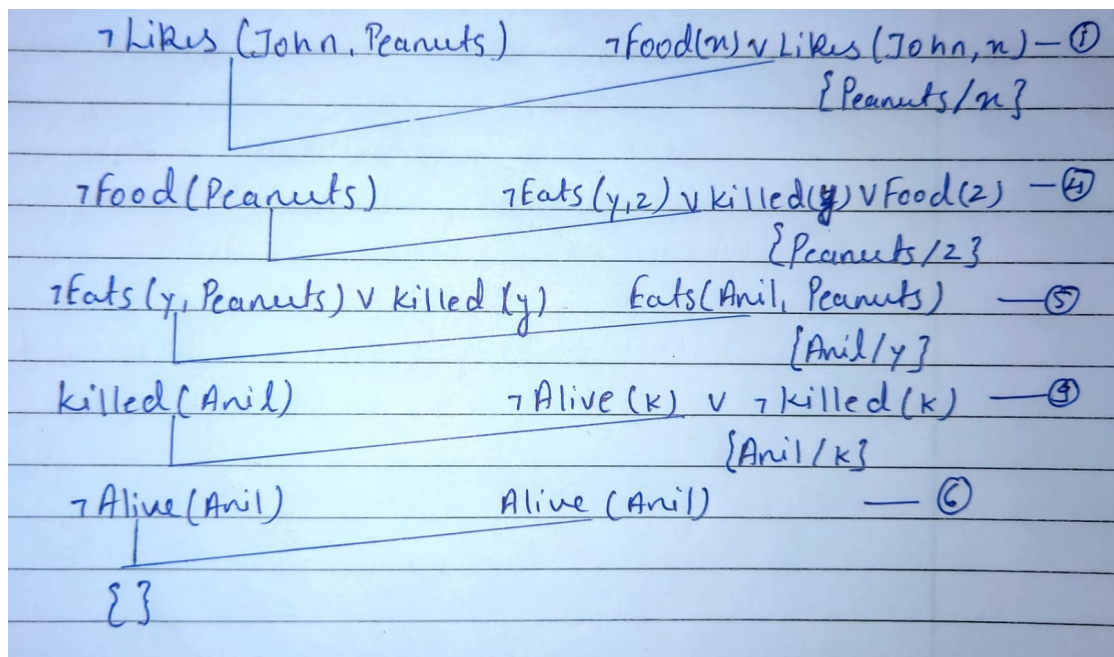 ¬Likes (John, Peanuts) ¬Food(x) ∨ Likes (John, x) — ①
{Peanuts/x}
¬Food (Peanuts) ¬Eats (y, z) ∨ killed(y) ∨ Food (z) — ④
{Peanuts/z}
¬Eats (y, Peanuts) ∨ killed (y) Eats (Anil, Peanuts) — ⑤
{Anil/y}
killed (Anil) ¬Alive (k) ∨ ¬killed (k) — ⑨
{Anil/k}
¬Alive (Anil) Alive (Anil) — ⑥
{ }